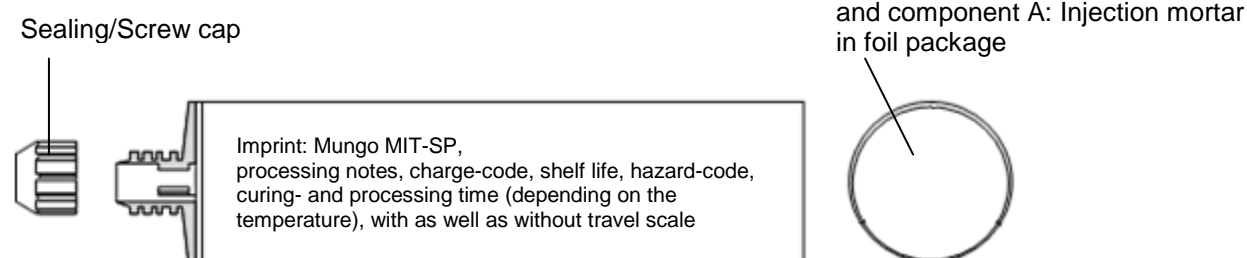 Sealing/Screw cap
and component A: Injection mortar
in foil package
Imprint: Mungo MIT-SP,
processing notes, charge-code, shelf life, hazard-code,
curing- and processing time (depending on the
temperature), with as well as without travel scale